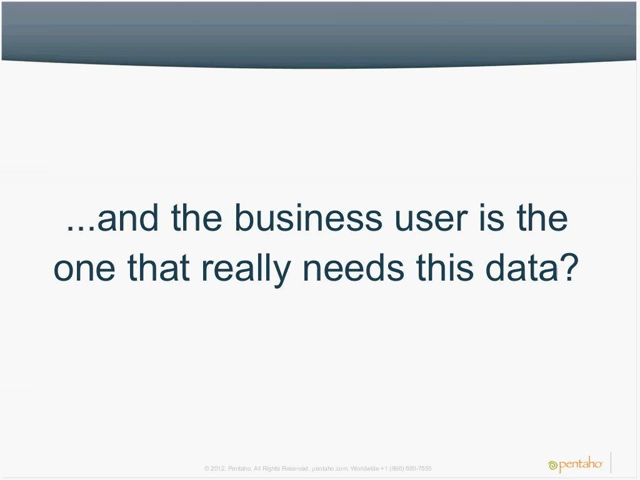 ...and the business user is the
one that really needs this data?
© 2012, Pentaho. All Rights Reserved. pentaho.com. Worldwide +1 (866) 660-7555
pentaho